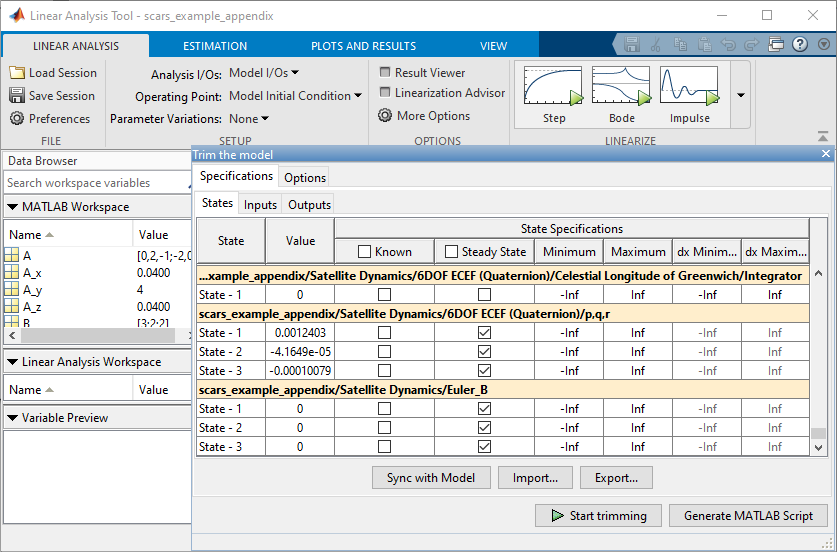 Linear Analysis Tool - scars_example_appendix
LINEAR ANALYSIS ESTIMATION PLOTS AND RESULTS VIEW
Load Session
Save Session
Preferences
FILE
Analysis I/Os: Model I/Os
Operating Point: Model Initial Condition
Parameter Variations: None
SETUP
Result Viewer
Linearization Advisor
More Options
OPTIONS
Step Bode Impulse
LINEARIZE
Data Browser
Search workspace variables
MATLAB Workspace
Name Value
A [0,2,-1;-2,0
A_x 0.0400
A_y 4
A_z 0.0400
B [3;2;2]
Linear Analysis Workspace
Name Value
Variable Preview
Trim the model
Specifications Options
States Inputs Outputs
State Value State Specifications
Known Steady State Minimum Maximum dx Minim... dx Maxim...
...xample_appendix/Satellite Dynamics/6DOF ECEF (Quaternion)/Celestial Longitude of Greenwich/Integrator
State - 1 0 -Inf Inf -Inf Inf
scars_example_appendix/Satellite Dynamics/6DOF ECEF (Quaternion)/p,q,r
State - 1 0.0012403 -Inf Inf -Inf Inf
State - 2 -4.1649e-05 -Inf Inf -Inf Inf
State - 3 -0.00010079 -Inf Inf -Inf Inf
scars_example_appendix/Satellite Dynamics/Euler_B
State - 1 0 -Inf Inf -Inf Inf
State - 2 0 -Inf Inf -Inf Inf
State - 3 0 -Inf Inf -Inf Inf
Sync with Model Import... Export...
Start trimming Generate MATLAB Script